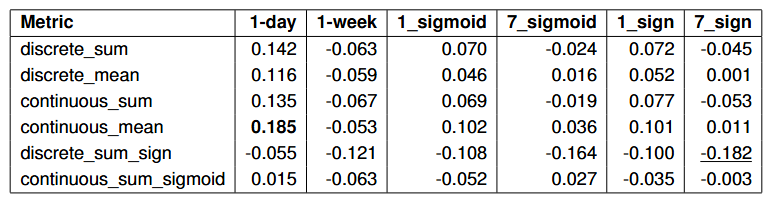 Metric 1-day 1-week 1_sigmoid 7_sigmoid 1_sign 7_sign
discrete_sum 0.142 -0.063 0.070 -0.024 0.072 -0.045
discrete_mean 0.116 -0.059 0.046 0.016 0.052 0.001
continuous_sum 0.135 -0.067 0.069 -0.019 0.077 -0.053
continuous_mean 0.185 -0.053 0.102 0.036 0.101 0.011
discrete_sum_sign -0.055 -0.121 -0.108 -0.164 -0.100 -0.182
continuous_sum_sigmoid 0.015 -0.063 -0.052 0.027 -0.035 -0.003